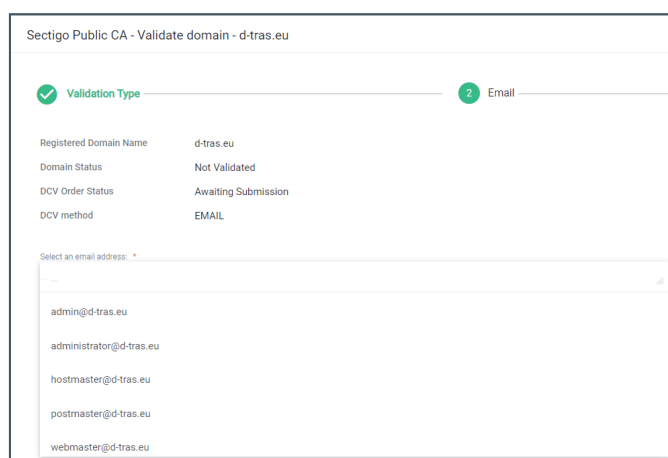 Sectigo Public CA - Validate domain - d-tras.eu
Validation Type
2 Email
Registered Domain Name d-tras.eu
Domain Status Not Validated
DCV Order Status Awaiting Submission
DCV method EMAIL
Select an email address: *
...
admin@d-tras.eu
administrator@d-tras.eu
hostmaster@d-tras.eu
postmaster@d-tras.eu
webmaster@d-tras.eu